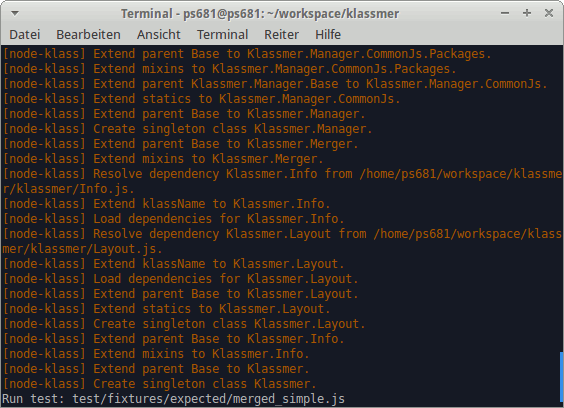 Terminal - ps681@ps681: ~/workspace/klassmer
Datei Bearbeiten Ansicht Terminal Reiter Hilfe
[node-klass] Extend parent Base to Klassmer.Manager.CommonJs.Packages.
[node-klass] Extend mixins to Klassmer.Manager.CommonJs.Packages.
[node-klass] Extend parent Klassmer.Manager.Base to Klassmer.Manager.CommonJs.
[node-klass] Extend statics to Klassmer.Manager.CommonJs.
[node-klass] Extend parent Base to Klassmer.Manager.
[node-klass] Create singleton class Klassmer.Manager.
[node-klass] Extend parent Base to Klassmer.Merger.
[node-klass] Extend mixins to Klassmer.Merger.
[node-klass] Resolve dependency Klassmer.Info from /home/ps681/workspace/klassme
r/klassmer/Info.js.
[node-klass] Extend klassName to Klassmer.Info.
[node-klass] Load dependencies for Klassmer.Info.
[node-klass] Resolve dependency Klassmer.Layout from /home/ps681/workspace/klass
mer/klassmer/Layout.js.
[node-klass] Extend klassName to Klassmer.Layout.
[node-klass] Load dependencies for Klassmer.Layout.
[node-klass] Extend parent Base to Klassmer.Layout.
[node-klass] Extend statics to Klassmer.Layout.
[node-klass] Create singleton class Klassmer.Layout.
[node-klass] Extend parent Base to Klassmer.Info.
[node-klass] Extend mixins to Klassmer.Info.
[node-klass] Extend parent Base to Klassmer.
[node-klass] Create singleton class Klassmer.
Run test: test/fixtures/expected/merged_simple.js